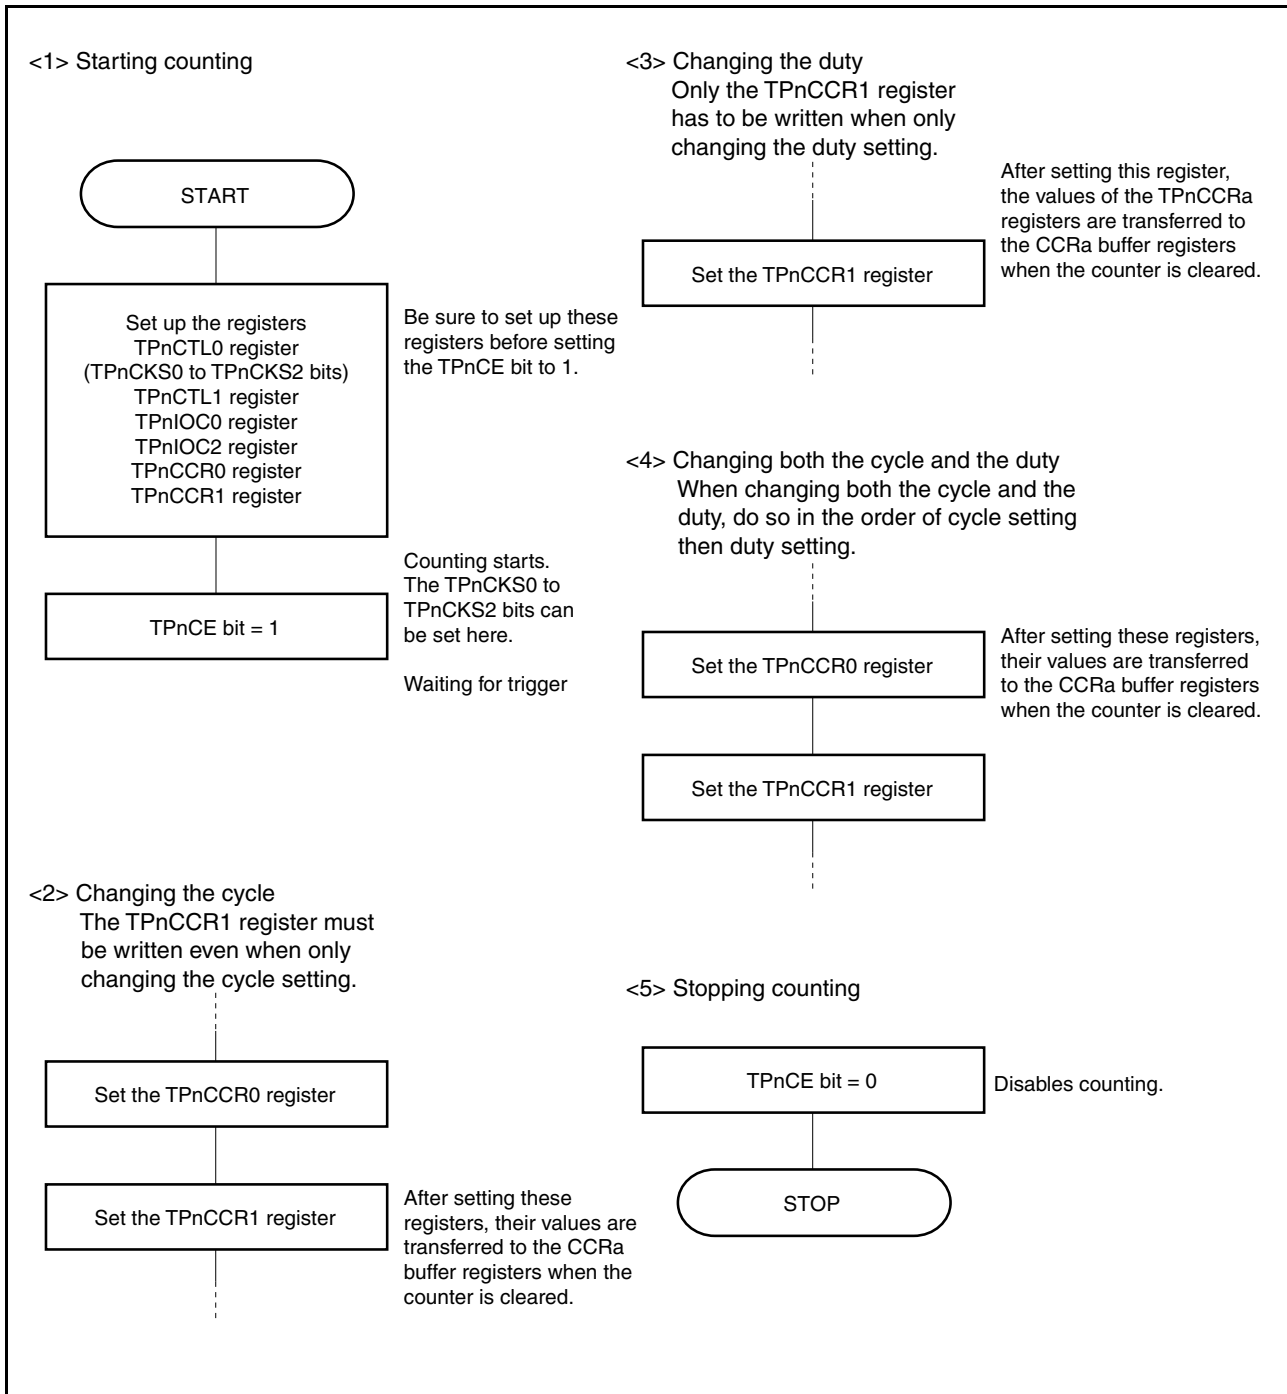 <1> Starting counting
START
Set up the registers
TPnCTL0 register
(TPnCKS0 to TPnCKS2 bits)
TPnCTL1 register
TPnIOC0 register
TPnIOC2 register
TPnCCR0 register
TPnCCR1 register
Be sure to set up these
registers before setting
the TPnCE bit to 1.
TPnCE bit = 1
Counting starts.
The TPnCKS0 to
TPnCKS2 bits can
be set here.
Waiting for trigger
<2> Changing the cycle
The TPnCCR1 register must
be written even when only
changing the cycle setting.
Set the TPnCCR0 register
Set the TPnCCR1 register
After setting these
registers, their values are
transferred to the CCRa
buffer registers when the
counter is cleared.
<3> Changing the duty
Only the TPnCCR1 register
has to be written when only
changing the duty setting.
Set the TPnCCR1 register
After setting this register,
the values of the TPnCCRa
registers are transferred to
the CCRa buffer registers
when the counter is cleared.
<4> Changing both the cycle and the duty
When changing both the cycle and the
duty, do so in the order of cycle setting
then duty setting.
Set the TPnCCR0 register
After setting these registers,
their values are transferred
to the CCRa buffer registers
when the counter is cleared.
Set the TPnCCR1 register
<5> Stopping counting
TPnCE bit = 0
Disables counting.
STOP